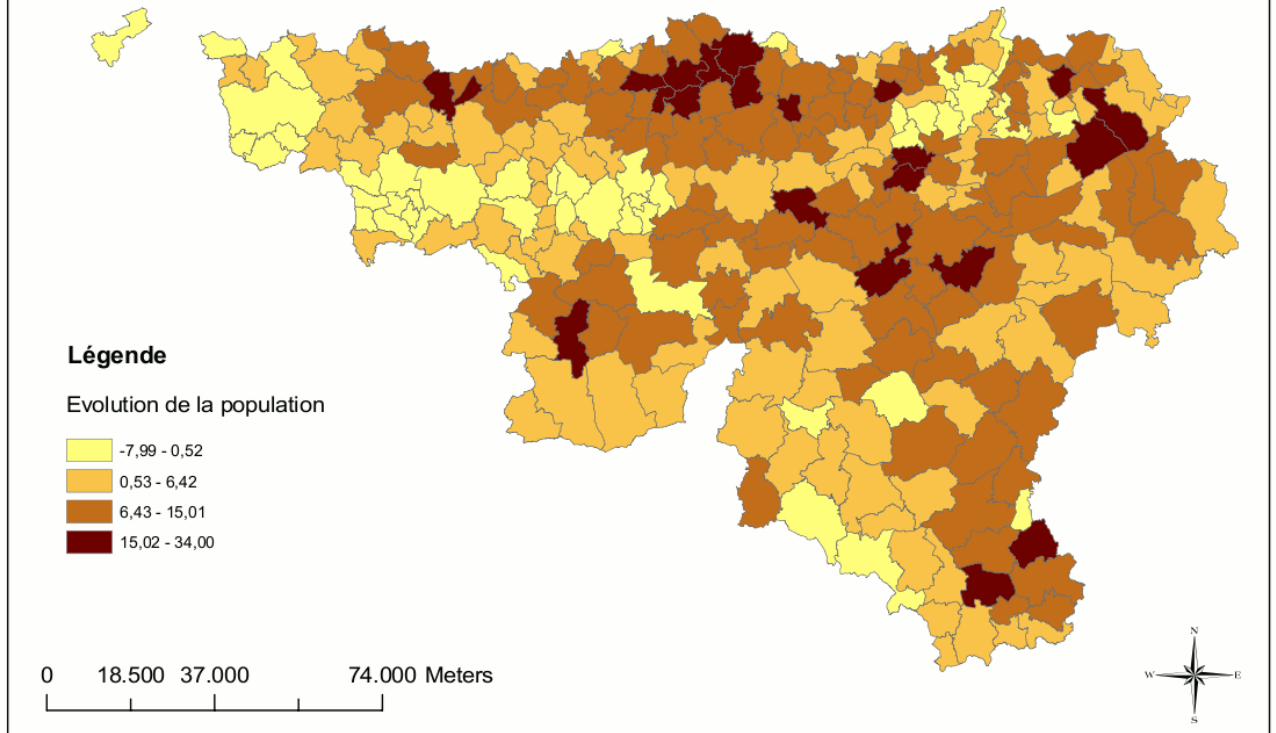 Légende
Evolution de la population
-7,99 - 0,52
0,53 - 6,42
6,43 - 15,01
15,02 - 34,00
0 18.500 37.000 74.000 Meters
N
W E
S